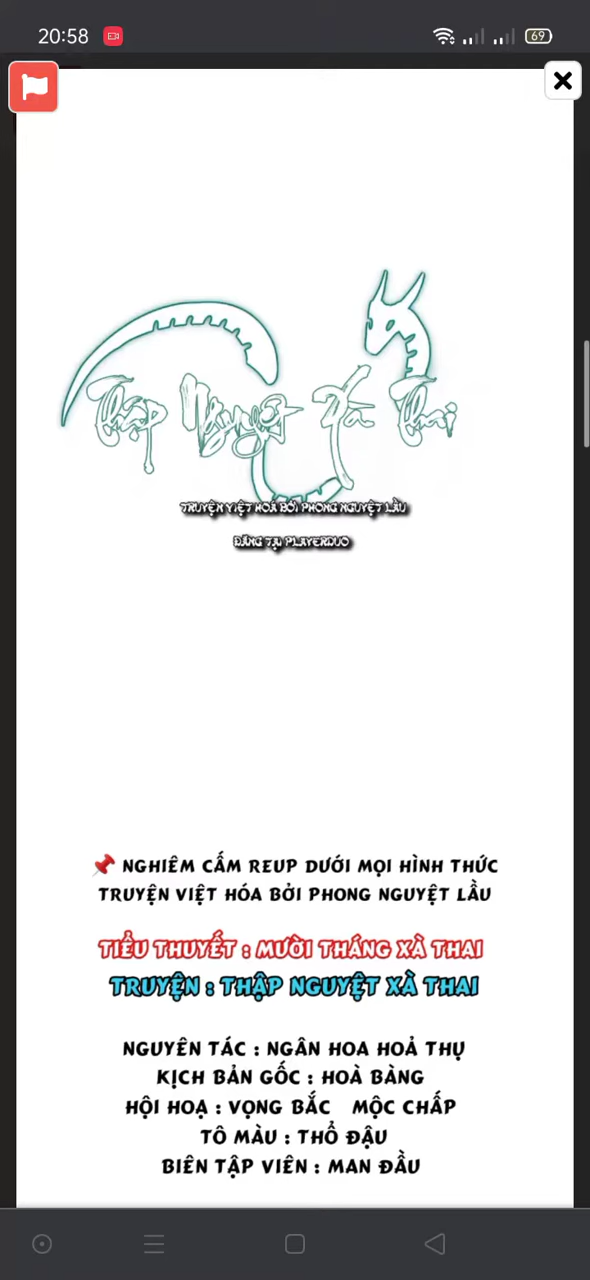 20:58
69
Thập Nguyệt Xà Thai
TRUYỆN VIỆT HOÁ BỞI PHONG NGUYỆT LẦU
ĐĂNG TẠI PLAYERDUO
NGHIÊM CẤM REUP DƯỚI MỌI HÌNH THỨC
TRUYỆN VIỆT HÓA BỞI PHONG NGUYỆT LẦU
TIỂU THUYẾT : MƯỜI THÁNG XÀ THAI
TRUYỆN : THẬP NGUYỆT XÀ THAI
NGUYÊN TÁC : NGÂN HOA HOẢ THỤ
KỊCH BẢN GỐC : HOÀ BÀNG
HỘI HOẠ : VỌNG BẮC MỘC CHẤP
TÔ MÀU : THỔ ĐẬU
BIÊN TẬP VIÊN : MAN ĐẦU